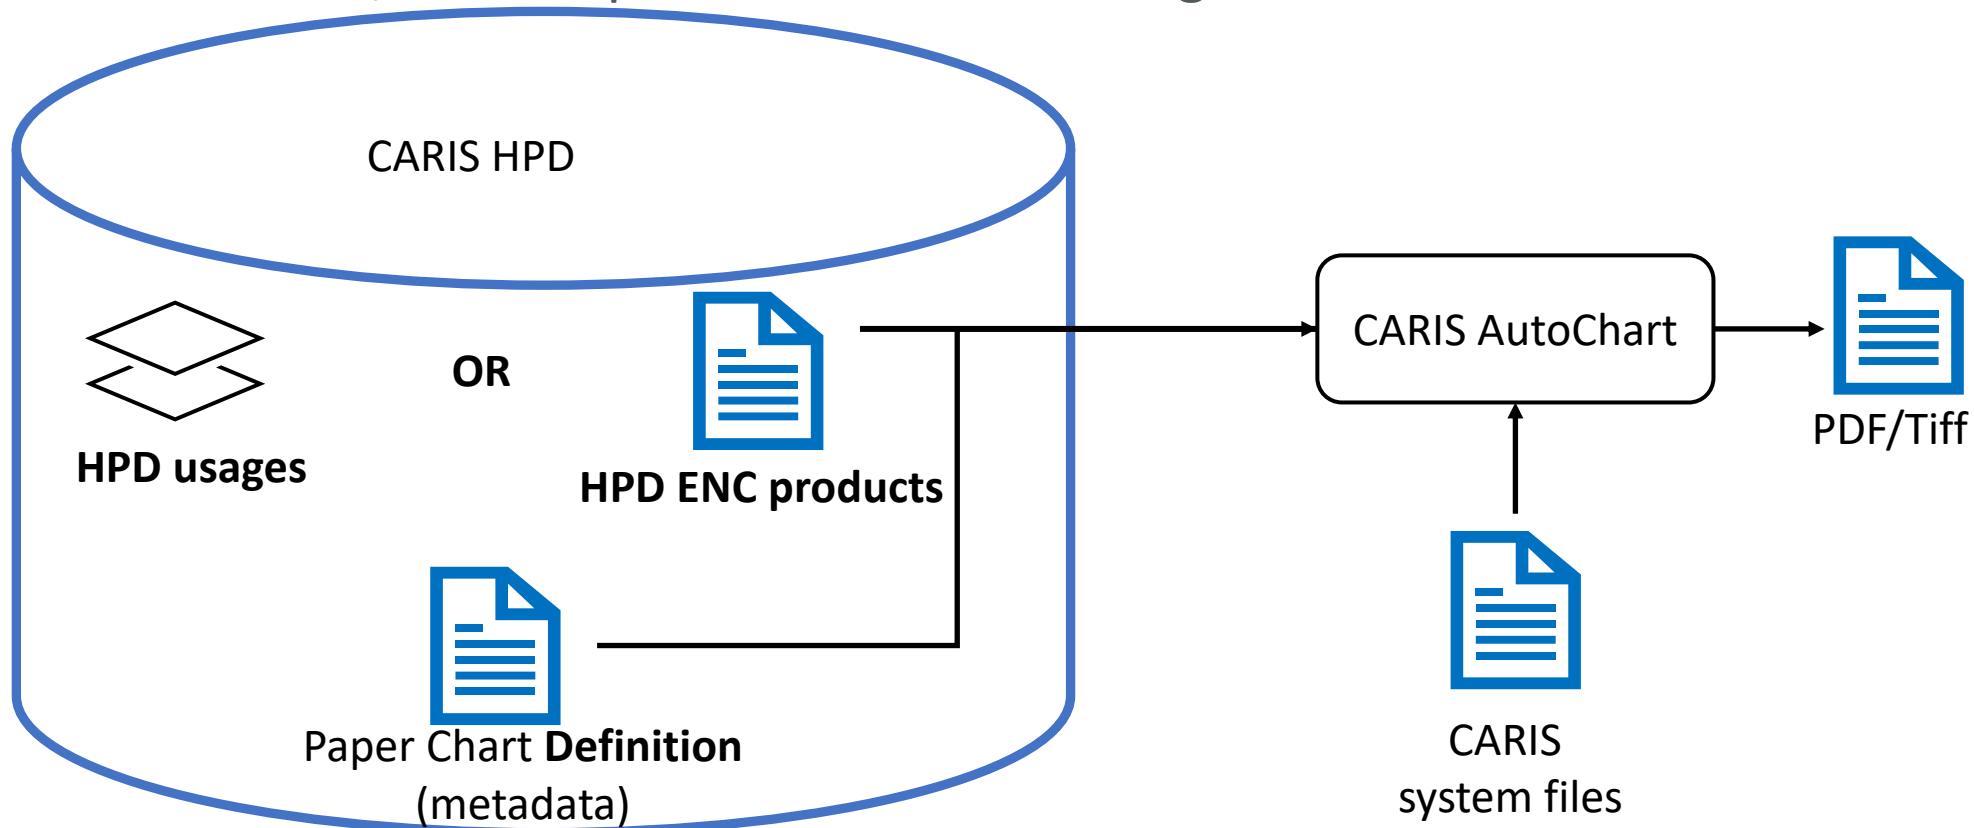 CARIS HPD
CARIS AutoChart
OR
PDF/Tiff
HPD usages
HPD ENC products
CARIS
system files
Paper Chart Definition
(metadata)